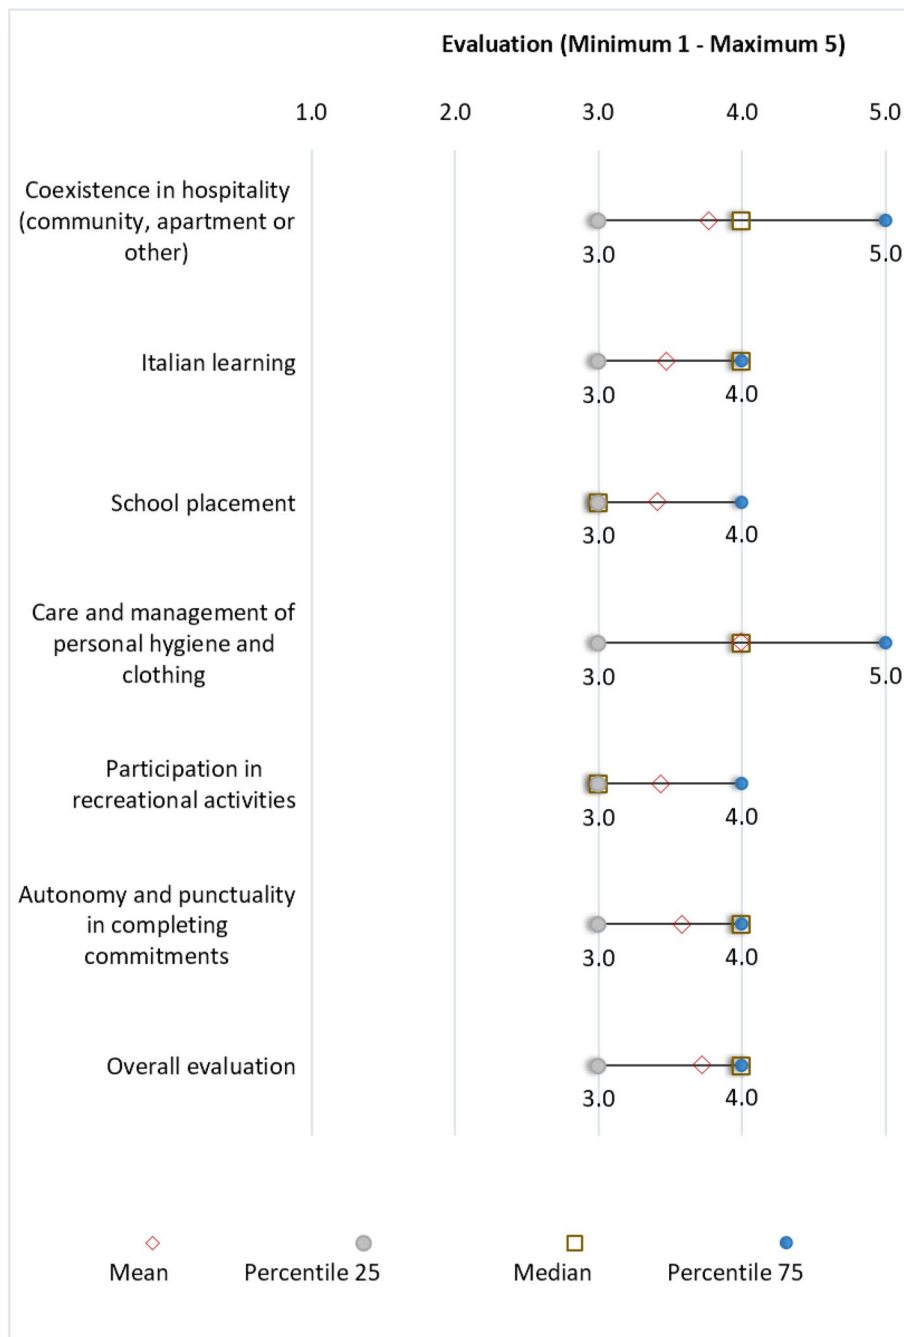 Evaluation (Minimum 1 - Maximum 5)
1.0 2.0 3.0 4.0 5.0
Coexistence in hospitality
(community, apartment or
other)
3.0 5.0
Italian learning
3.0 4.0
School placement
3.0 4.0
Care and management of
personal hygiene and
clothing
3.0 5.0
Participation in
recreational activities
3.0 4.0
Autonomy and punctuality
in completing
commitments
3.0 4.0
Overall evaluation
3.0 4.0
Mean Percentile 25 Median Percentile 75